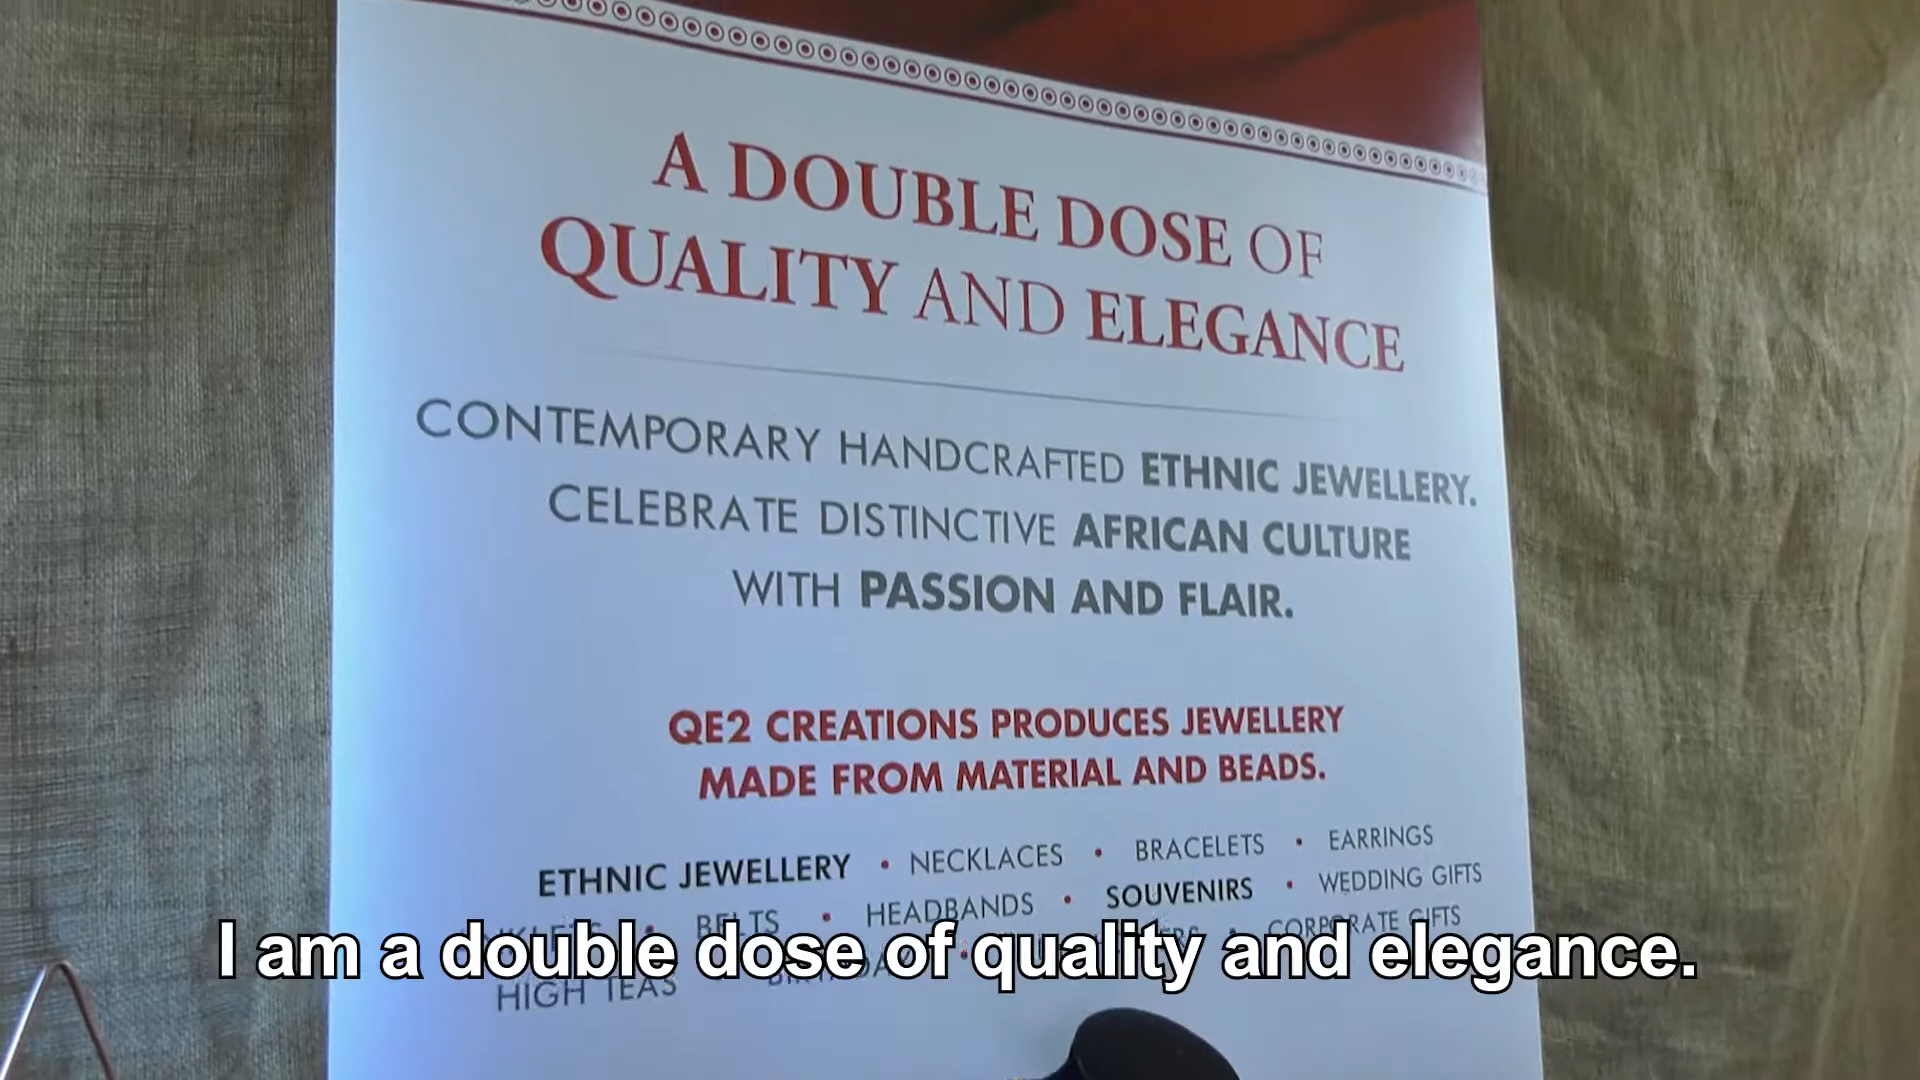 A DOUBLE DOSE OF
QUALITY AND ELEGANCE
CONTEMPORARY HANDCRAFTED ETHNIC JEWELLERY.
CELEBRATE DISTINCTIVE AFRICAN CULTURE
WITH PASSION AND FLAIR.
QE2 CREATIONS PRODUCES JEWELLERY
MADE FROM MATERIAL AND BEADS.
ETHNIC JEWELLERY • NECKLACES • BRACELETS • EARRINGS
• BELTS • HEADBANDS • SOUVENIRS • WEDDING GIFTS
• CORPORATE GIFTS
HIGH TEAS
I am a double dose of quality and elegance.